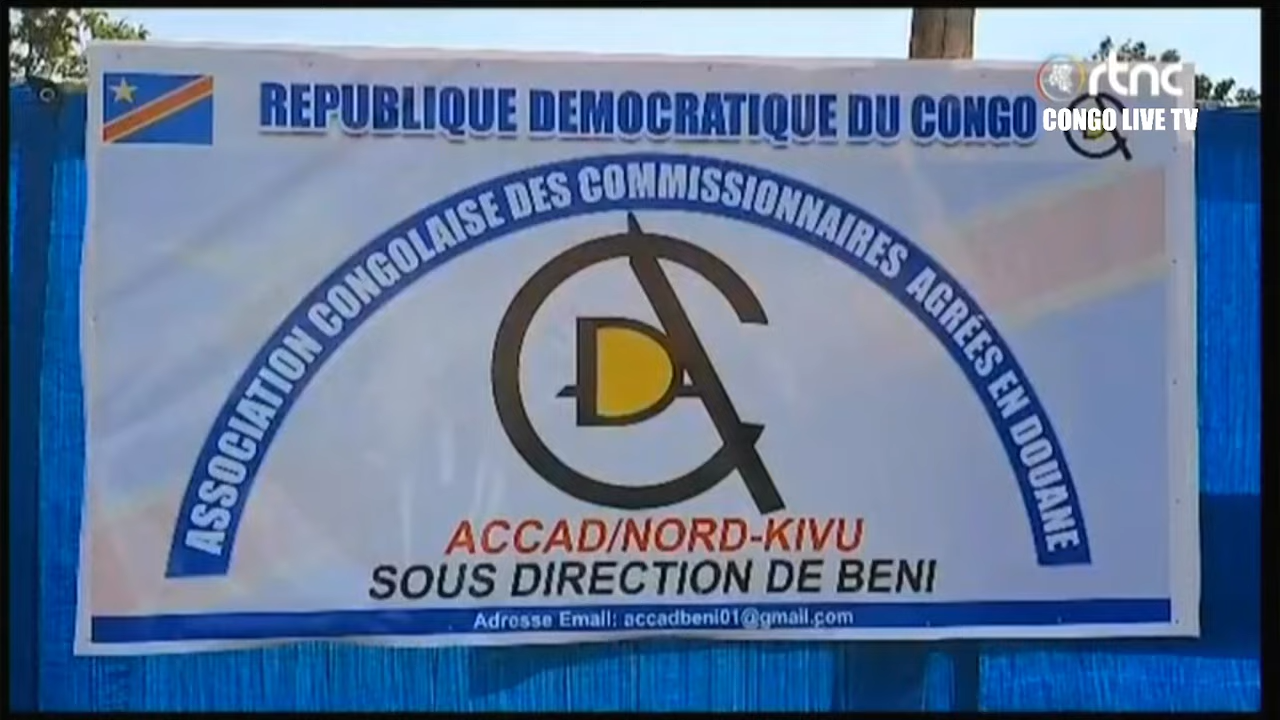 REPUBLIQUE DEMOCRATIQUE DU CONGO
rtnc
CONGO LIVE TV
ASSOCIATION CONGOLAISE DES COMMISSIONNAIRES AGRÉES EN DOUANE
ACCAD/NORD-KIVU
SOUS DIRECTION DE BENI
Adresse Email: accadbeni01@gmail.com